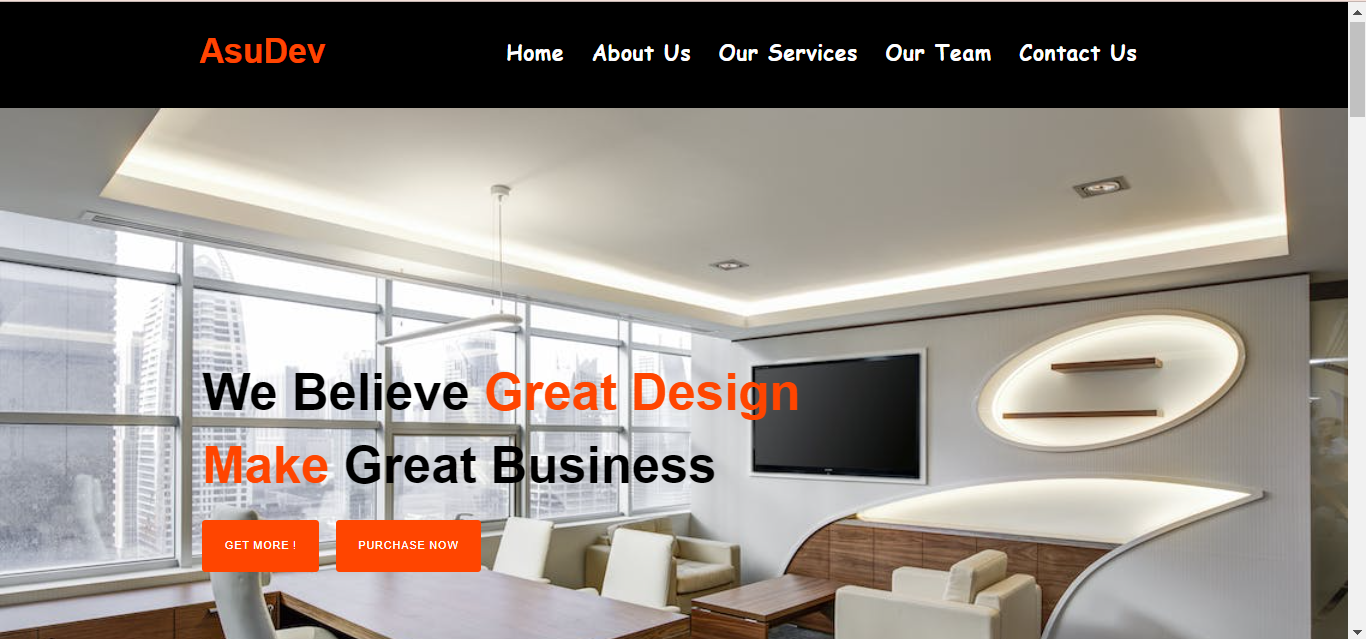 AsuDev
Home About Us Our Services Our Team Contact Us
We Believe Great Design
Make Great Business
GET MORE !
PURCHASE NOW